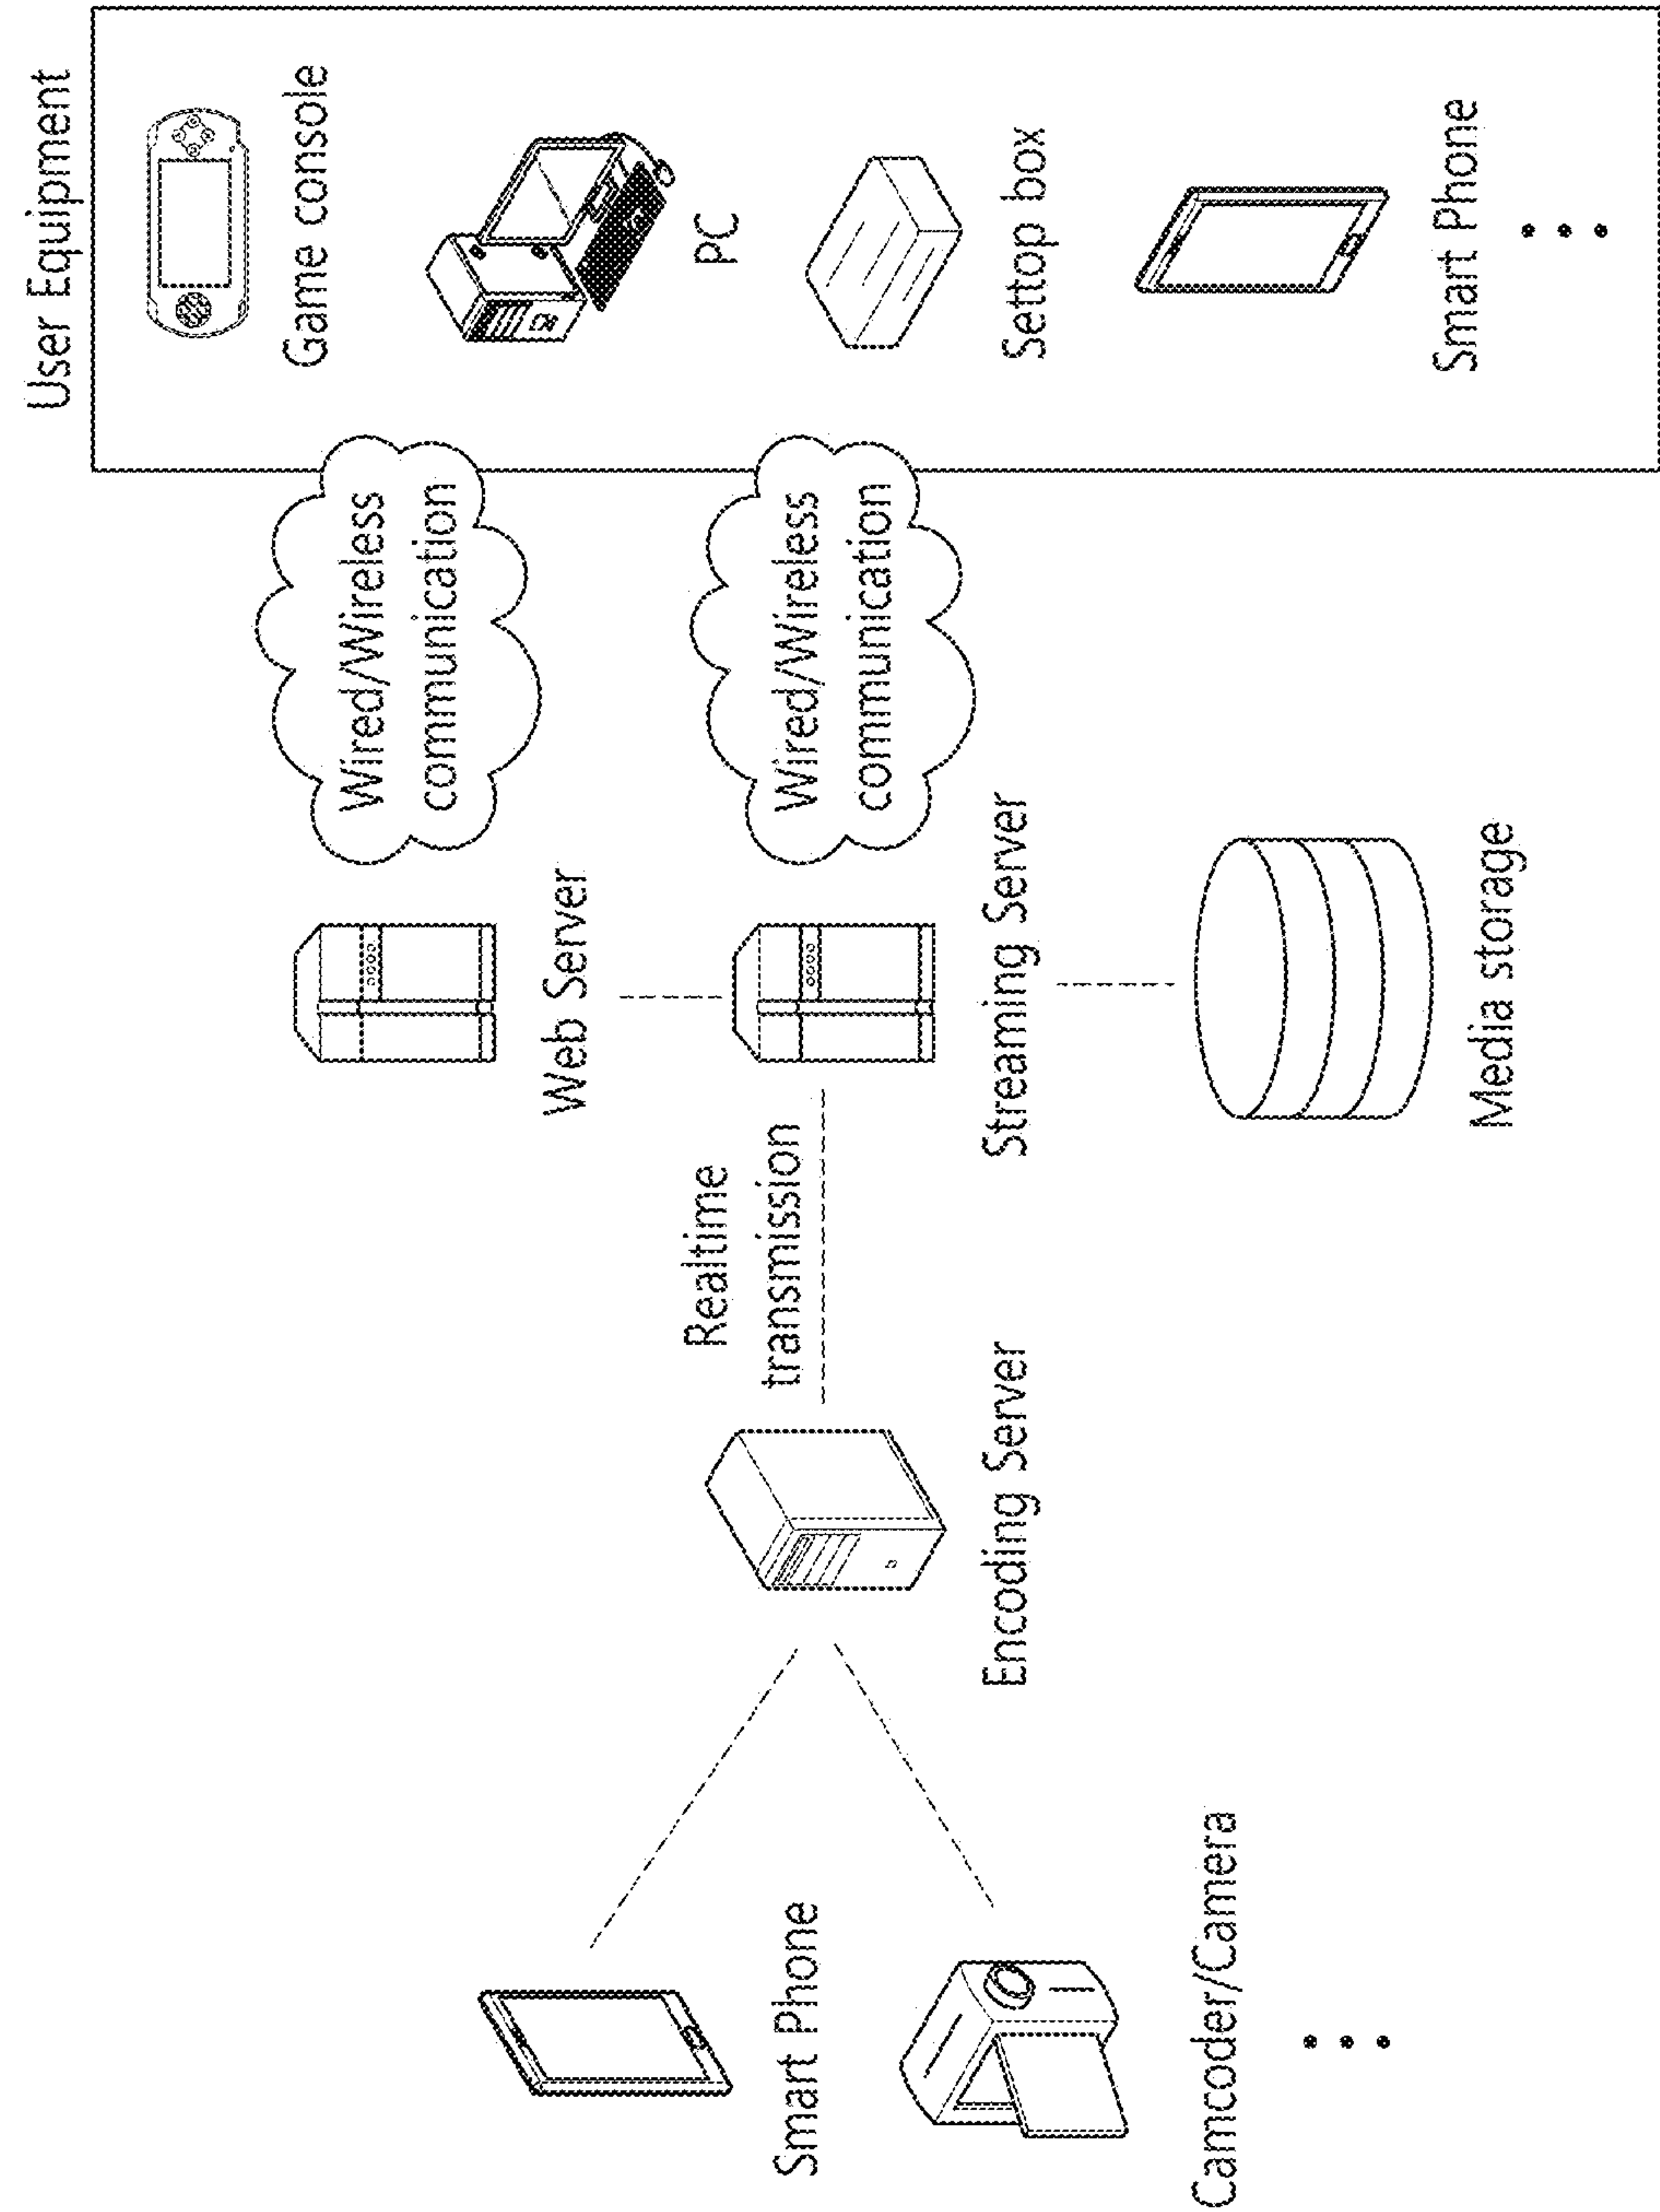 User Equipment
Game console
PC
Settop box
Smart Phone
Wired/Wireless
communication
Wired/Wireless
communication
Web Server
Streaming Server
Media storage
Realtime
transmission
Encoding Server
Smart Phone
Camcoder/Camera